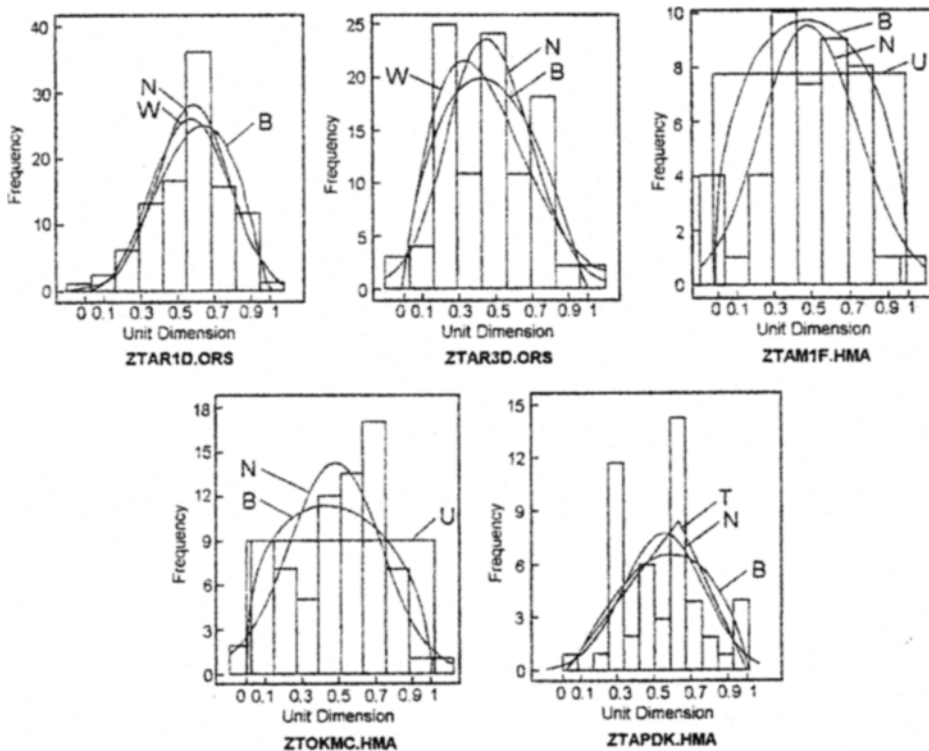 40
30
20
10
0
Frequency
N
W
B
0 0.1 0.3 0.5 0.7 0.9 1
Unit Dimension
ZTAR1D.ORS
25
20
15
10
5
0
Frequency
W
N
B
0 0.1 0.3 0.5 0.7 0.9 1
Unit Dimension
ZTAR3D.ORS
10
8
6
4
2
0
Frequency
B
N
U
0 0.1 0.3 0.5 0.7 0.9 1
Unit Dimension
ZTAM1F.HMA
18
15
12
9
6
3
0
Frequency
N
B
U
0 0.1 0.3 0.5 0.7 0.9 1
Unit Dimension
ZTOKMC.HMA
15
12
9
6
3
0
Frequency
T
N
B
0 0.1 0.3 0.5 0.7 0.9 1
Unit Dimension
ZTAPDK.HMA